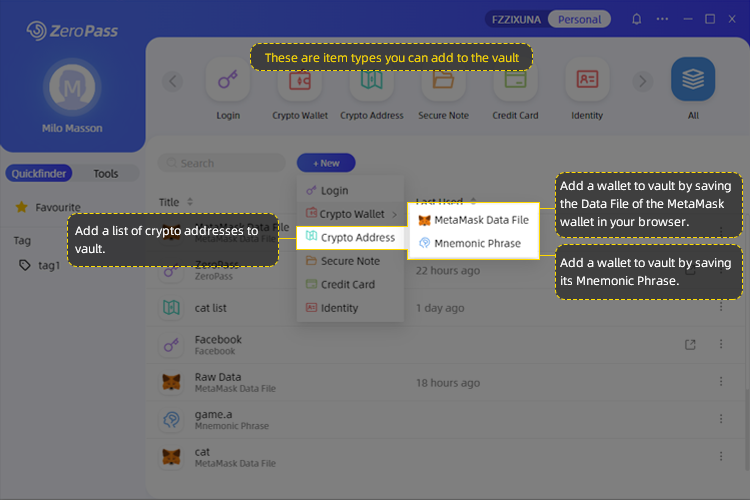 ZeroPass
FZZIXUNA Personal
These are item types you can add to the vault
Milo Masson
Login Crypto Wallet Crypto Address Secure Note Credit Card Identity All
Quickfinder Tools
Search
+ New
Favourite
Tag
tag1
Title
Last Used
Login
Crypto Wallet
Crypto Address
Secure Note
Credit Card
Identity
MetaMask Data File
Mnemonic Phrase
Add a list of crypto addresses to
vault.
Add a wallet to vault by saving
the Data File of the MetaMask
wallet in your browser.
Add a wallet to vault by saving
its Mnemonic Phrase.
MetaMask Data File
ZeroPass
ZeroPass
22 hours ago
cat list
1 day ago
Facebook
Facebook
Raw Data
MetaMask Data File
18 hours ago
game.a
Mnemonic Phrase
cat
MetaMask Data File